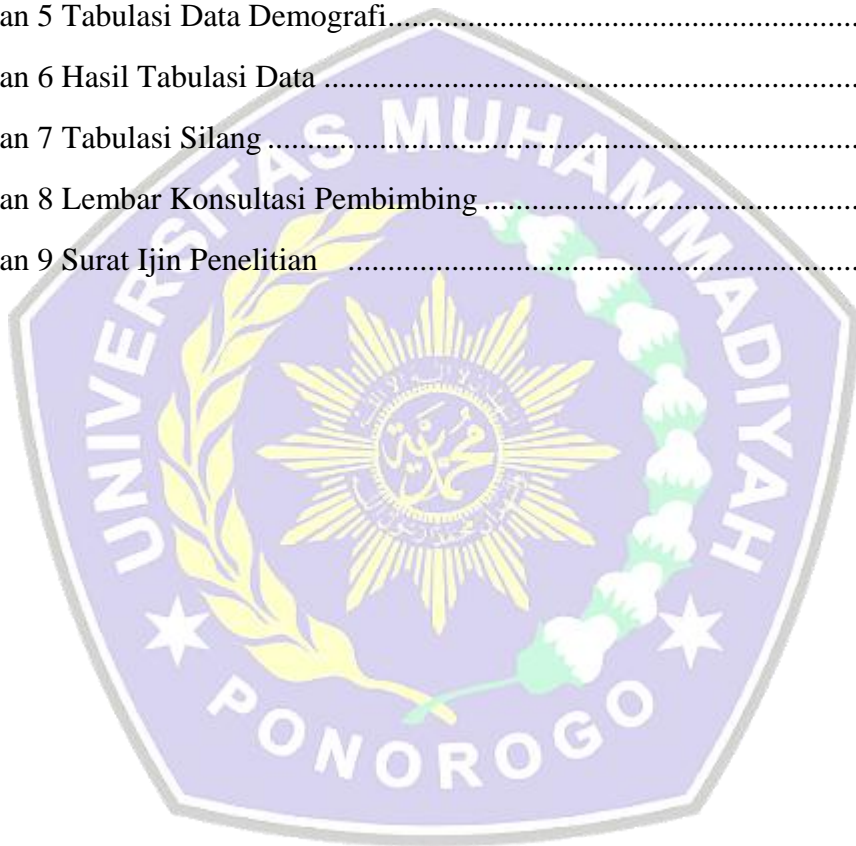 an 5 Tabulasi Data Demografi................................................................
an 6 Hasil Tabulasi Data ................................................................
an 7 Tabulasi Silang ................................................................
an 8 Lembar Konsultasi Pembimbing ................................................
an 9 Surat Ijin Penelitian ................................................................
UNIVERSITAS MUHAMMADIYAH
PONOROGO
محمدية